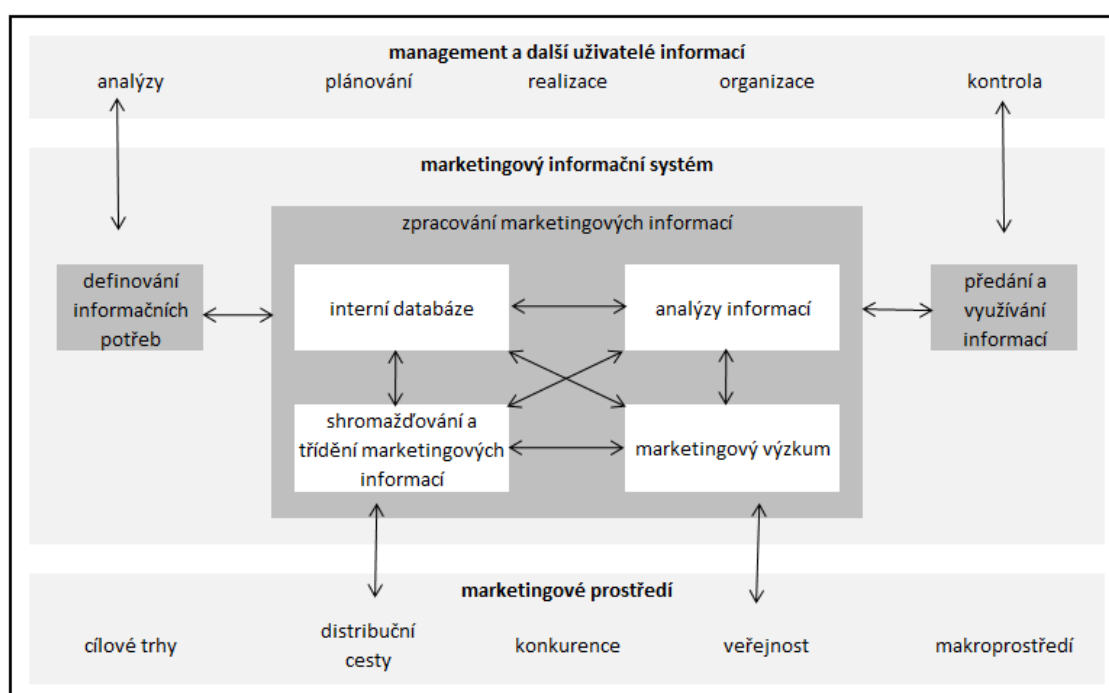 management a další uživatelé informací
analýzy plánování realizace organizace kontrola
marketingový informační systém
zpracování marketingových informací
definování
informačních
potřeb
interní databáze
analýzy informací
předání a
využívání
informací
shromažďování a
třídění marketingových
informací
marketingový výzkum
marketingové prostředí
cílové trhy
distribuční
cesty
konkurence
veřejnost
makroprostředí